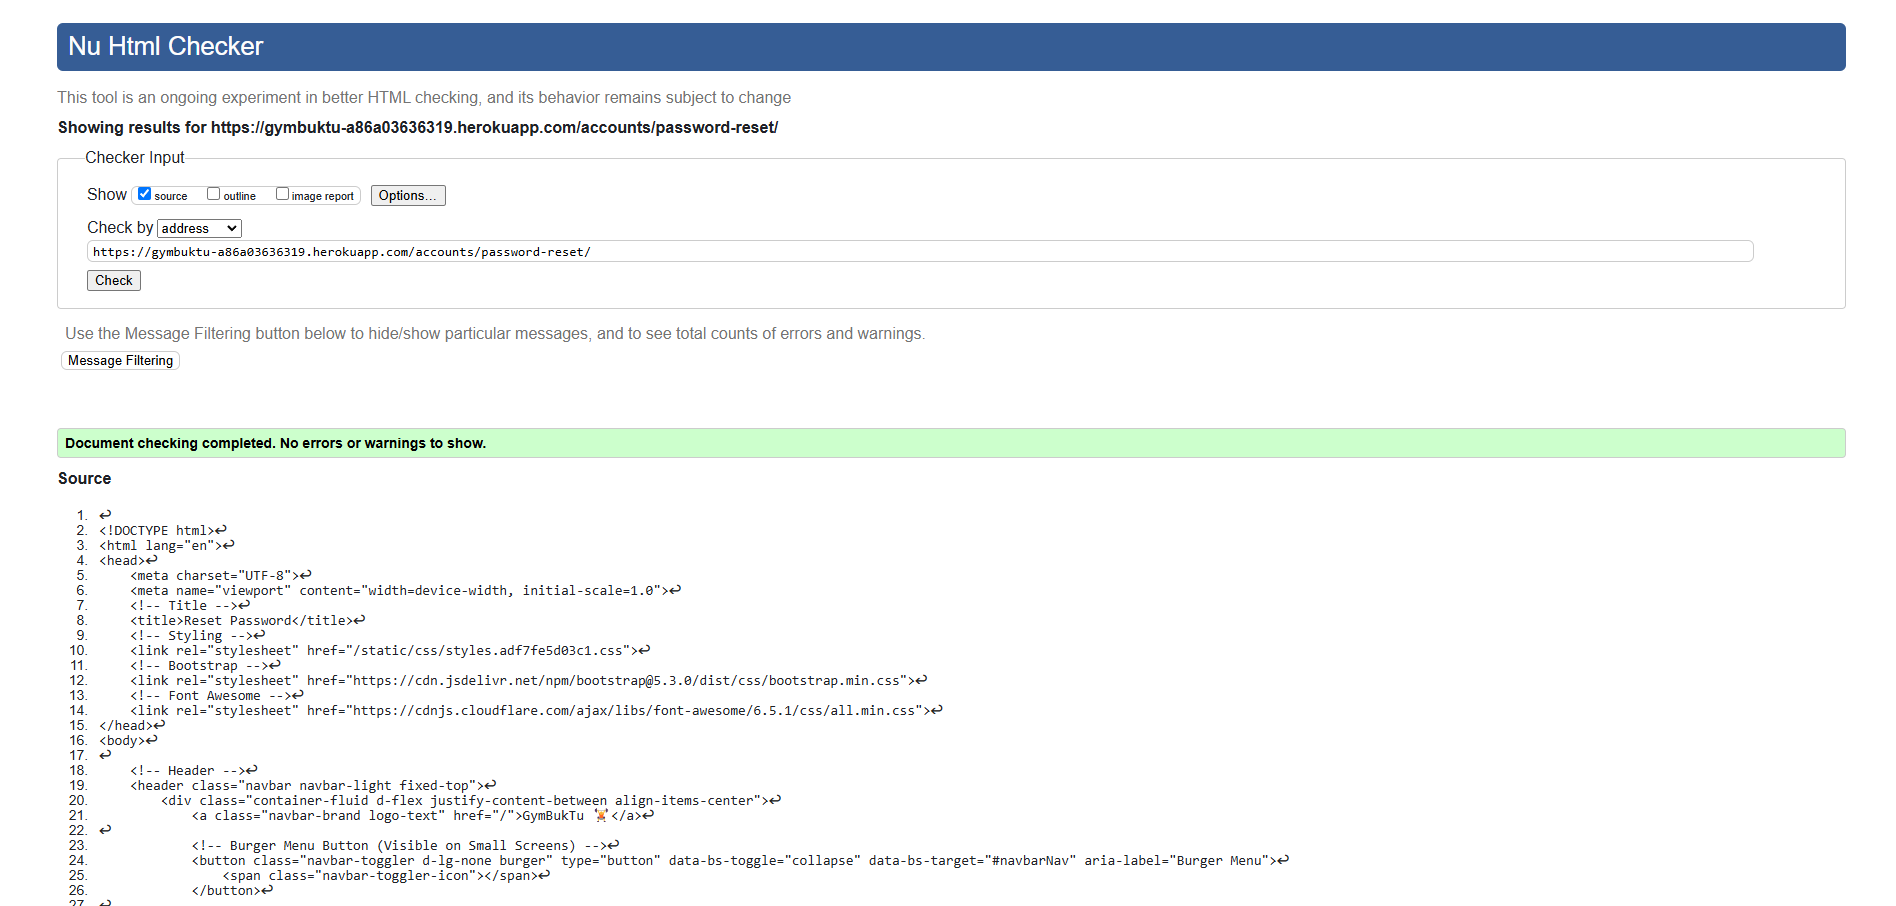 Nu Html Checker
This tool is an ongoing experiment in better HTML checking, and its behavior remains subject to change
Showing results for https://gymbuktu-a86a03636319.herokuapp.com/accounts/password-reset/
Checker Input
Show source outline image report Options...
Check by address
https://gymbuktu-a86a03636319.herokuapp.com/accounts/password-reset/
Check
Use the Message Filtering button below to hide/show particular messages, and to see total counts of errors and warnings.
Message Filtering
Document checking completed. No errors or warnings to show.
Source
1. ↩
2. <!DOCTYPE html>↩
3. <html lang="en">↩
4. <head>↩
5.     <meta charset="UTF-8">↩
6.     <meta name="viewport" content="width=device-width, initial-scale=1.0">↩
7.     <!-- Title -->↩
8.     <title>Reset Password</title>↩
9.     <!-- Styling -->↩
10.     <link rel="stylesheet" href="/static/css/styles.adf7fe5d03c1.css">↩
11.     <!-- Bootstrap -->↩
12.     <link rel="stylesheet" href="https://cdn.jsdelivr.net/npm/bootstrap@5.3.0/dist/css/bootstrap.min.css">↩
13.     <!-- Font Awesome -->↩
14.     <link rel="stylesheet" href="https://cdnjs.cloudflare.com/ajax/libs/font-awesome/6.5.1/css/all.min.css">↩
15. </head>↩
16. <body>↩
17. ↩
18.     <!-- Header -->↩
19.     <header class="navbar navbar-light fixed-top">↩
20.         <div class="container-fluid d-flex justify-content-between align-items-center">↩
21.             <a class="navbar-brand logo-text" href="/">GymBukTu 🏋️</a>↩
22. ↩
23.             <!-- Burger Menu Button (Visible on Small Screens) -->↩
24.             <button class="navbar-toggler d-lg-none burger" type="button" data-bs-toggle="collapse" data-bs-target="#navbarNav" aria-label="Burger Menu">↩
25.                 <span class="navbar-toggler-icon"></span>↩
26.             </button>↩
27. ↩